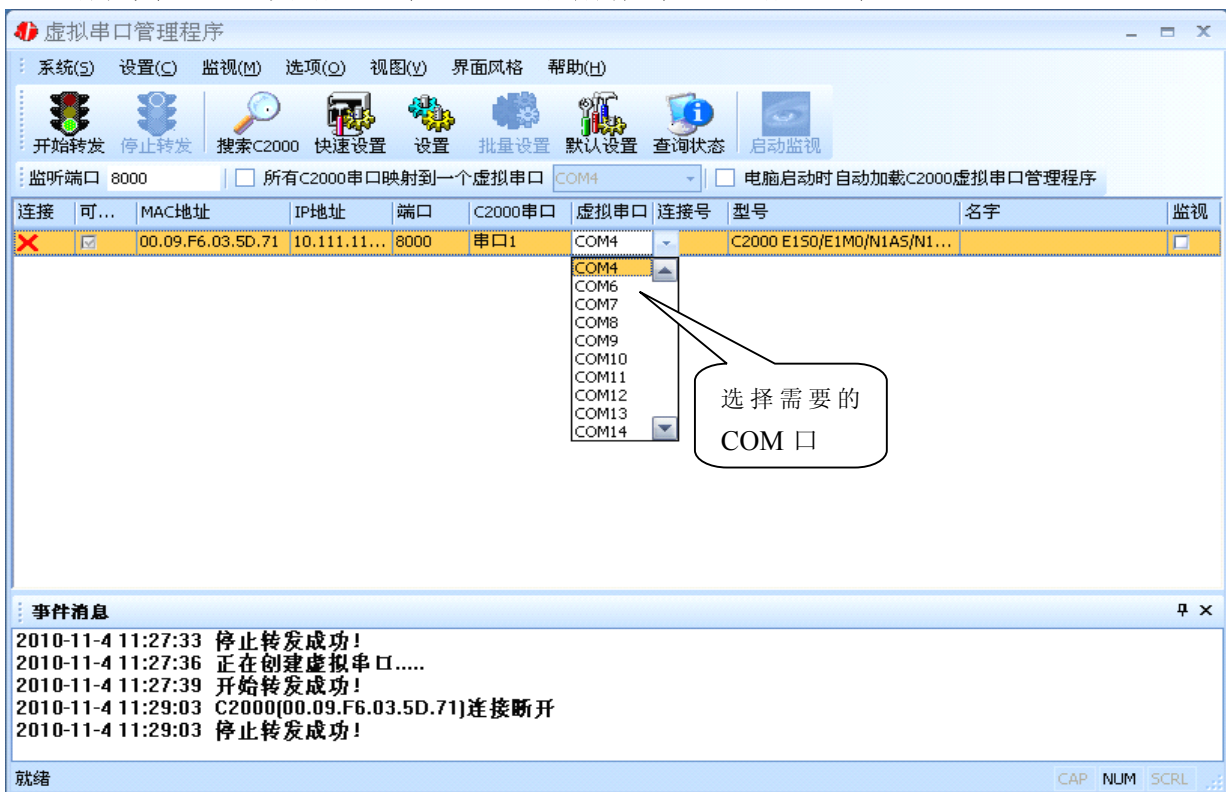 虚拟串口管理程序
系统(S) 设置(C) 监视(M) 选项(O) 视图(V) 界面风格 帮助(H)
开始转发 停止转发 搜索C2000 快速设置 设置 批量设置 默认设置 查询状态 启动监视
监听端口 8000 所有C2000串口映射到一个虚拟串口 COM4 电脑启动时自动加载C2000虚拟串口管理程序
连接 可... MAC地址 IP地址 端口 C2000串口 虚拟串口 连接号 型号 名字 监视
00.09.F6.03.5D.71 10.111.11... 8000 串口1 COM4 C2000 E1S0/E1M0/N1A5/N1...
COM4
COM6
COM7
COM8
COM9
COM10
COM11
COM12
COM13
COM14
选择需要的
COM 口
事件消息
2010-11-4 11:27:33 停止转发成功!
2010-11-4 11:27:36 正在创建虚拟串口.....
2010-11-4 11:27:39 开始转发成功!
2010-11-4 11:29:03 C2000(00.09.F6.03.5D.71)连接断开
2010-11-4 11:29:03 停止转发成功!
就绪 CAP NUM SCRL